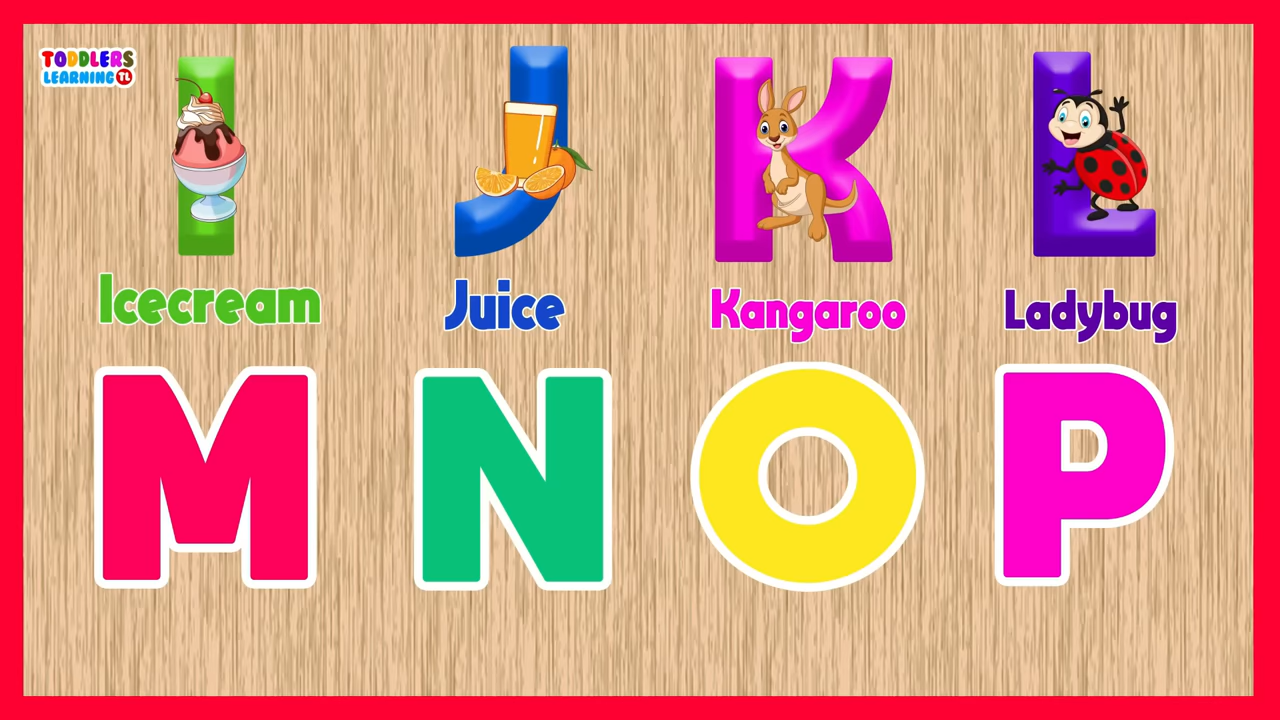 TODDLERS
LEARNING TL
I J K L
Icecream Juice Kangaroo Ladybug
M N O P